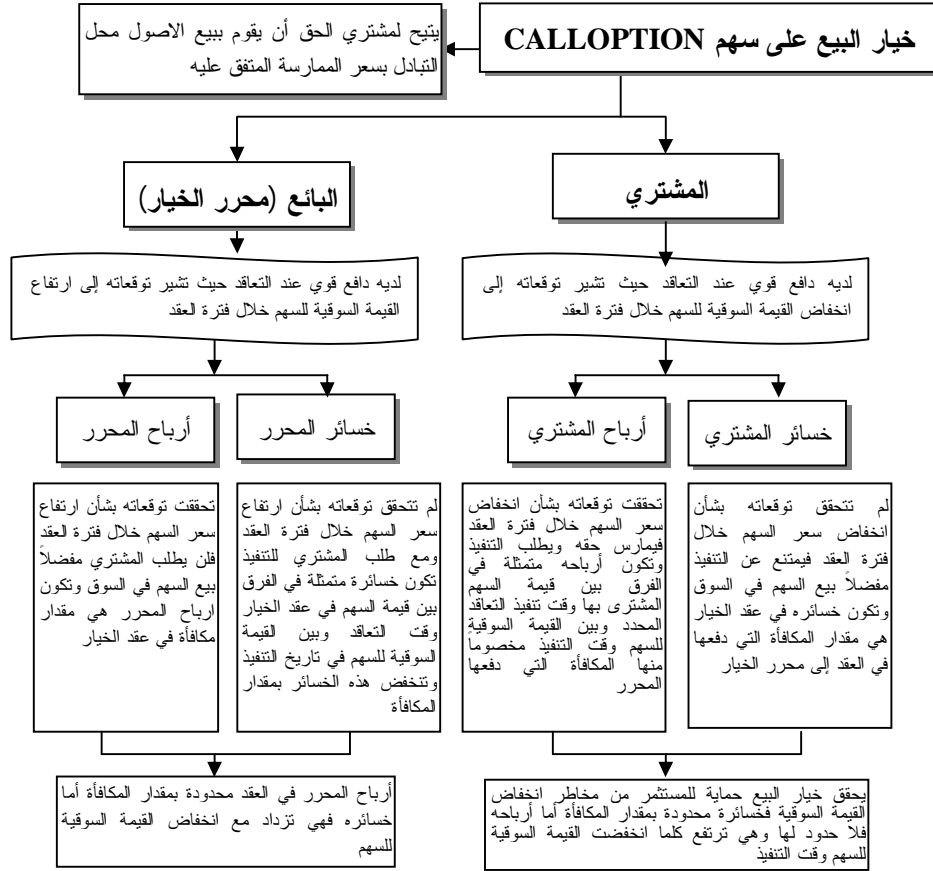 خيار البيع على سهم CALLOPTION
يتيح لمشتري الحق أن يقوم ببيع الاصول محل
التبادل بسعر الممارسة المتفق عليه
المشتري
البائع (محرر الخيار)
لديه دافع قوي عند التعاقد حيث تشير توقعاته إلى
انخفاض القيمة السوقية للسهم خلال فترة العقد
لديه دافع قوي عند التعاقد حيث تشير توقعاته إلى ارتفاع
القيمة السوقية للسهم خلال فترة العقد
خسائر المشتري
أرباح المشتري
خسائر المحرر
أرباح المحرر
لم تتحقق توقعاته بشأن
انخفاض سعر السهم خلال
فترة العقد فيمتنع عن التنفيذ
مفضلاً بيع السهم في السوق
وتكون خسائره في عقد الخيار
هي مقدار المكافأة التي دفعها
في العقد إلى محرر الخيار
تحققت توقعاته بشأن انخفاض
سعر السهم خلال فترة العقد
فيمارس حقه ويطلب التنفيذ
وتكون أرباحه متمثلة في
الفرق بين قيمة السهم
المشترى بها وقت تنفيذ التعاقد
المحدد وبين القيمة السوقية
للسهم وقت التنفيذ مخصوماً
منها المكافأة التي دفعها
المحرر
لم تتحقق توقعاته بشأن ارتفاع
سعر السهم خلال فترة العقد
ومع طلب المشتري للتنفيذ
تكون خسائرة متمثلة في الفرق
بين قيمة السهم في عقد الخيار
وقت التعاقد وبين القيمة
السوقية للسهم في تاريخ التنفيذ
وتنخفض هذه الخسائر بمقدار
المكافأة
تحققت توقعاته بشأن ارتفاع
سعر السهم خلال فترة العقد
فلن يطلب المشتري مفضلاً
بيع السهم في السوق وتكون
ارباح المحرر هي مقدار
مكافأة في عقد الخيار
يحقق خيار البيع حماية للمستثمر من مخاطر انخفاض
القيمة السوقية فخسائرة محدودة بمقدار المكافأة أما أرباحه
فلا حدود لها وهي ترتفع كلما انخفضت القيمة السوقية
للسهم وقت التنفيذ
أرباح المحرر في العقد محدودة بمقدار المكافأة أما
خسائره فهي تزداد مع انخفاض القيمة السوقية
للسهم